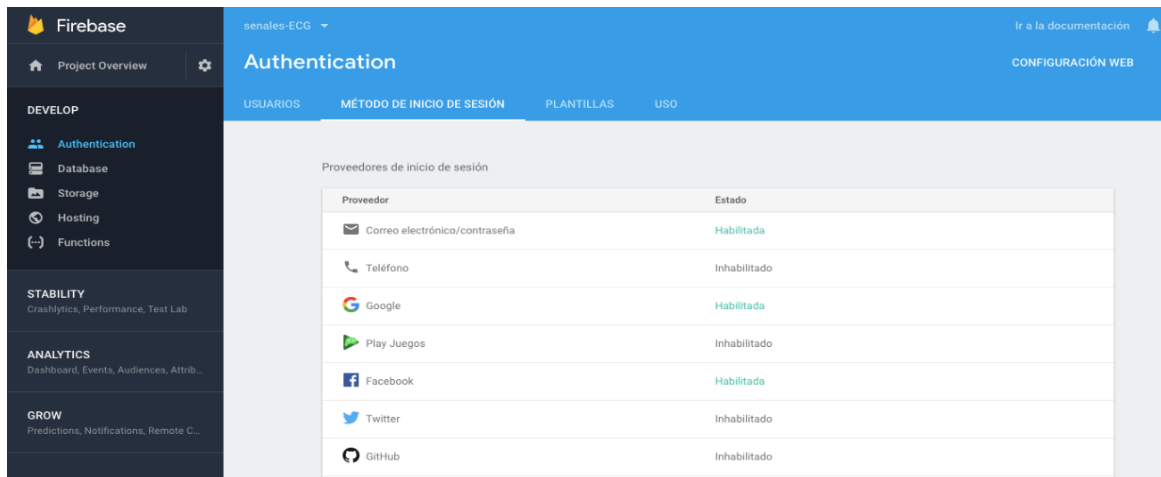 Firebase
Project Overview
DEVELOP
Authentication
Database
Storage
Hosting
Functions
STABILITY
Crashlytics, Performance, Test Lab
ANALYTICS
Dashboard, Events, Audiences, Attrib...
GROW
Predictions, Notifications, Remote C...
senales-ECG
Ir a la documentación
Authentication
CONFIGURACIÓN WEB
USUARIOS MÉTODO DE INICIO DE SESIÓN PLANTILLAS USO
Proveedores de inicio de sesión
Proveedor Estado
Correo electrónico/contraseña Habilitada
Teléfono Inhabilitado
Google Habilitada
Play Juegos Inhabilitado
Facebook Habilitada
Twitter Inhabilitado
GitHub Inhabilitado